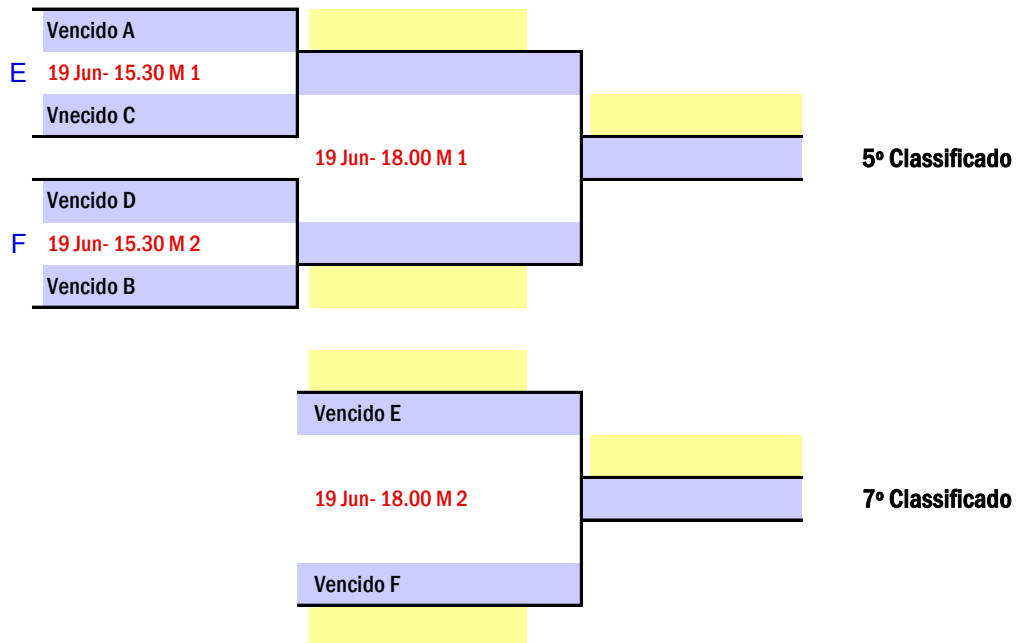 Vencido A
E 19 Jun- 15.30 M 1
Vnecido C
19 Jun- 18.00 M 1
5º Classificado
Vencido D
F 19 Jun- 15.30 M 2
Vencido B
Vencido E
19 Jun- 18.00 M 2
7º Classificado
Vencido F